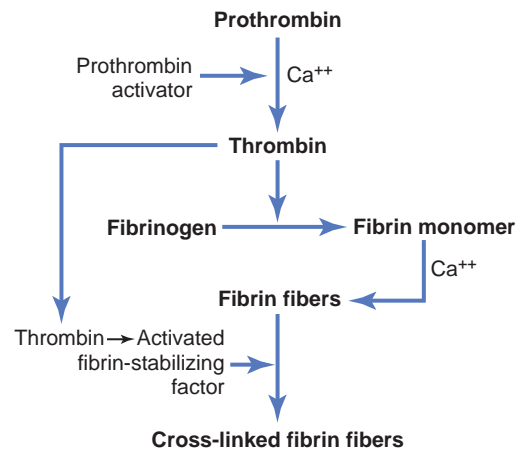 Prothrombin
Prothrombin
activator
Ca++
Thrombin
Fibrinogen
Fibrin monomer
Ca++
Fibrin fibers
Thrombin → Activated
fibrin-stabilizing
factor
Cross-linked fibrin fibers